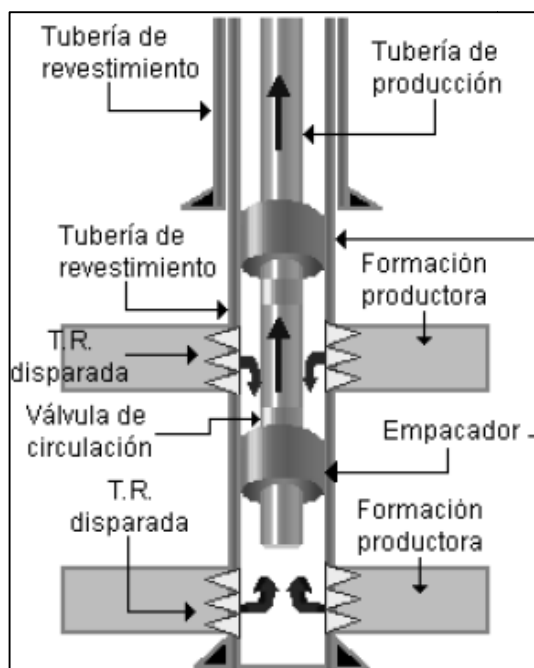 Tubería de
revestimiento
Tubería de
producción
Tubería de
revestimiento
Formación
productora
T.R.
disparada
Válvula de
circulación
Empacador
T.R.
disparada
Formación
productora